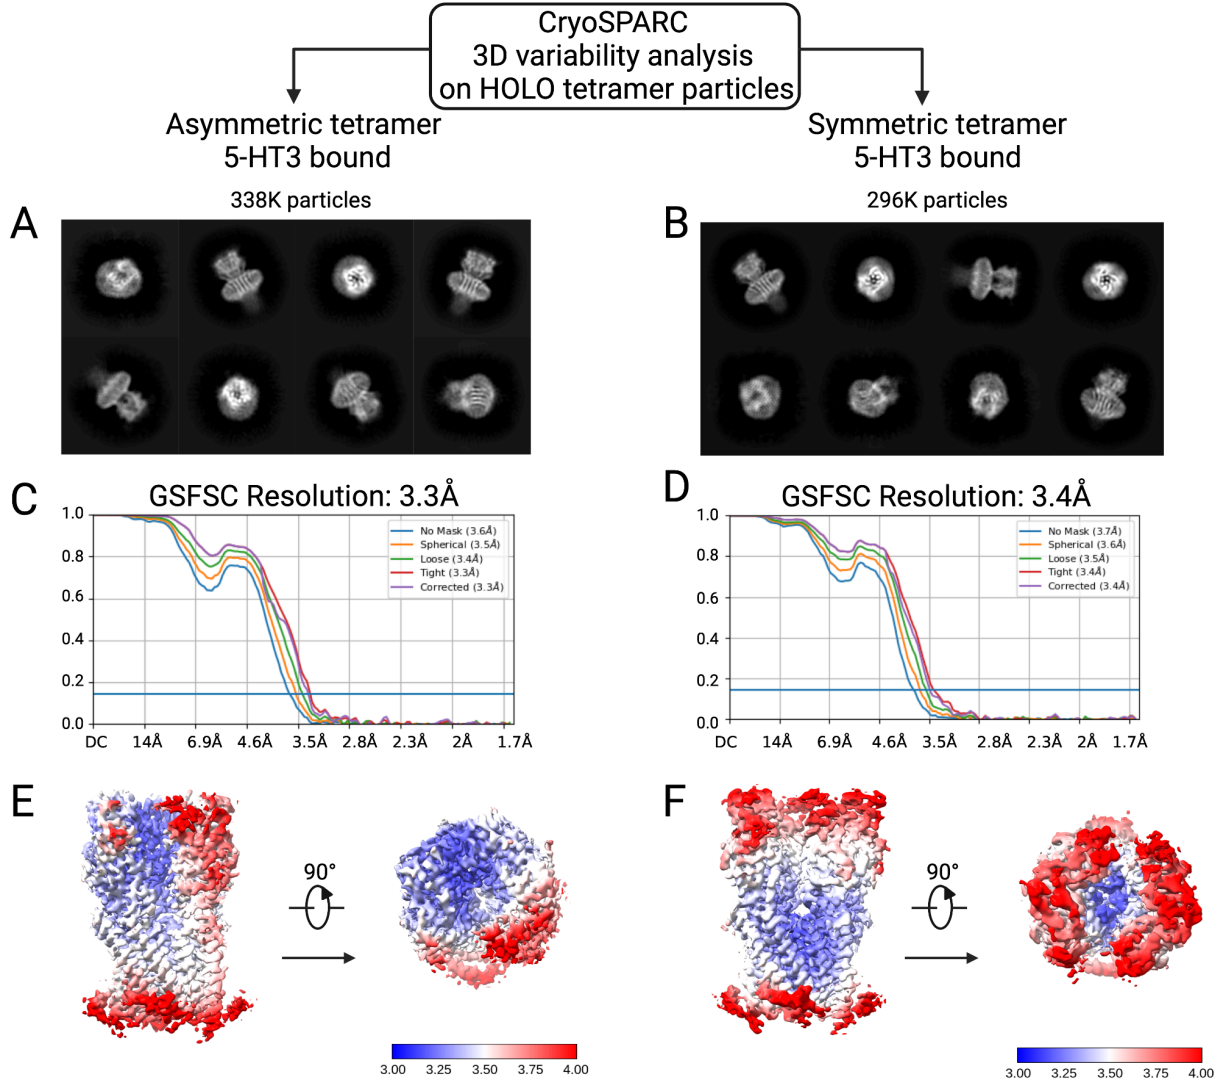 CryoSPARC
3D variability analysis
on HOLO tetramer particles
Asymmetric tetramer
5-HT3 bound
Symmetric tetramer
5-HT3 bound
338K particles
296K particles
A
B
C
GSFSC Resolution: 3.3Å
1.0
0.8
0.6
0.4
0.2
0.0
No Mask (3.6Å)
Spherical (3.5Å)
Loose (3.4Å)
Tight (3.3Å)
Corrected (3.3Å)
DC 14Å 6.9Å 4.6Å 3.5Å 2.8Å 2.3Å 2Å 1.7Å
D
GSFSC Resolution: 3.4Å
1.0
0.8
0.6
0.4
0.2
0.0
No Mask (3.7Å)
Spherical (3.6Å)
Loose (3.5Å)
Tight (3.4Å)
Corrected (3.4Å)
DC 14Å 6.9Å 4.6Å 3.5Å 2.8Å 2.3Å 2Å 1.7Å
E
90°
3.00 3.25 3.50 3.75 4.00
F
90°
3.00 3.25 3.50 3.75 4.00